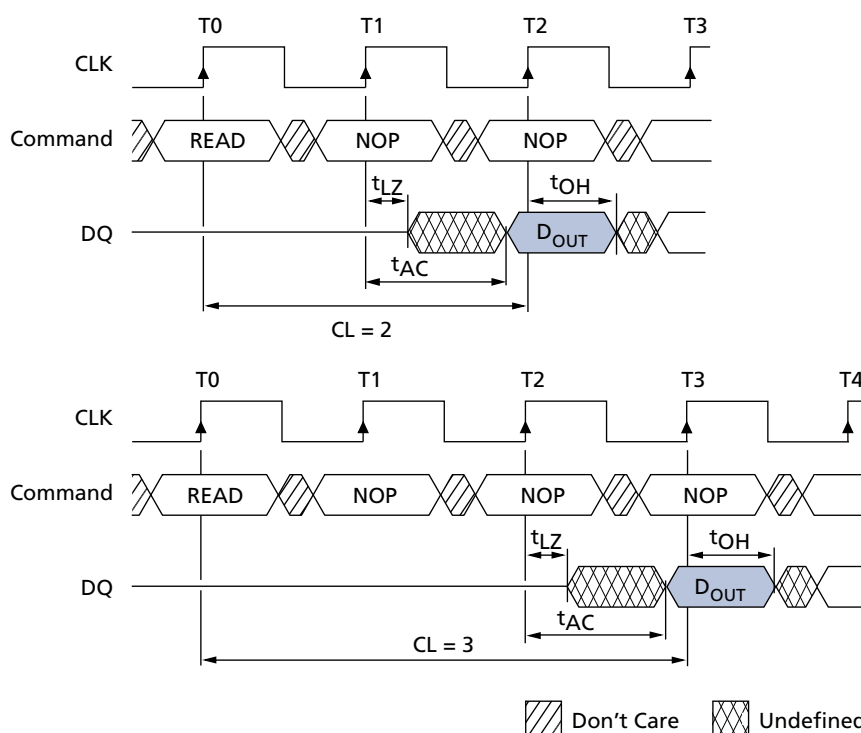 T0 T1 T2 T3
CLK
Command READ NOP NOP
tLZ tOH
DQ DOUT
tAC
CL = 2
T0 T1 T2 T3 T4
CLK
Command READ NOP NOP NOP
tLZ tOH
DQ DOUT
tAC
CL = 3
Don't Care Undefined